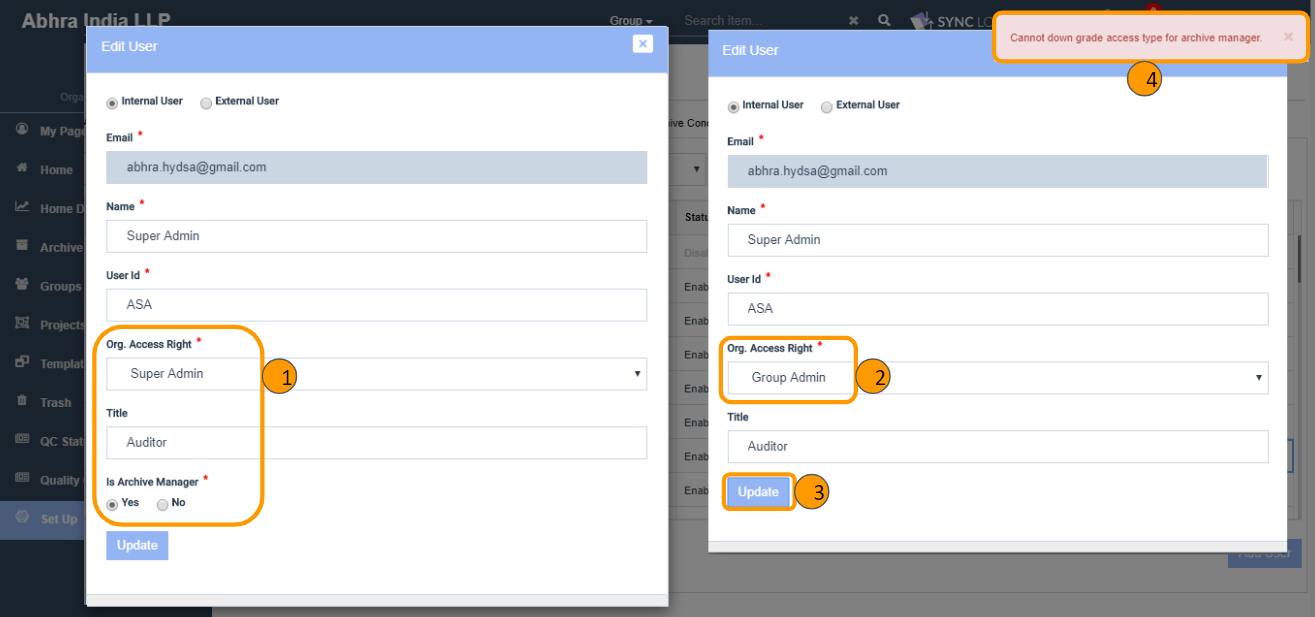 Abhra India LLP
Group
Search item...
SYNC
Cannot down grade access type for archive manager.
4
Orga
My Page
Home
Home D
Archive
Groups
Projects
Templat
Trash
QC Stat
Quality
Set Up
Edit User
Internal User External User
Email *
abhra.hydsa@gmail.com
Name *
Super Admin
User Id *
ASA
Org. Access Right *
Super Admin
1
Title
Auditor
Is Archive Manager *
Yes No
Update
ive Cond
Statu
Disab
Enab
Enab
Enab
Enab
Enab
Enab
Enab
Edit User
Internal User External User
Email *
abhra.hydsa@gmail.com
Name *
Super Admin
User Id *
ASA
Org. Access Right *
Group Admin
2
Title
Auditor
Update
3
Add User